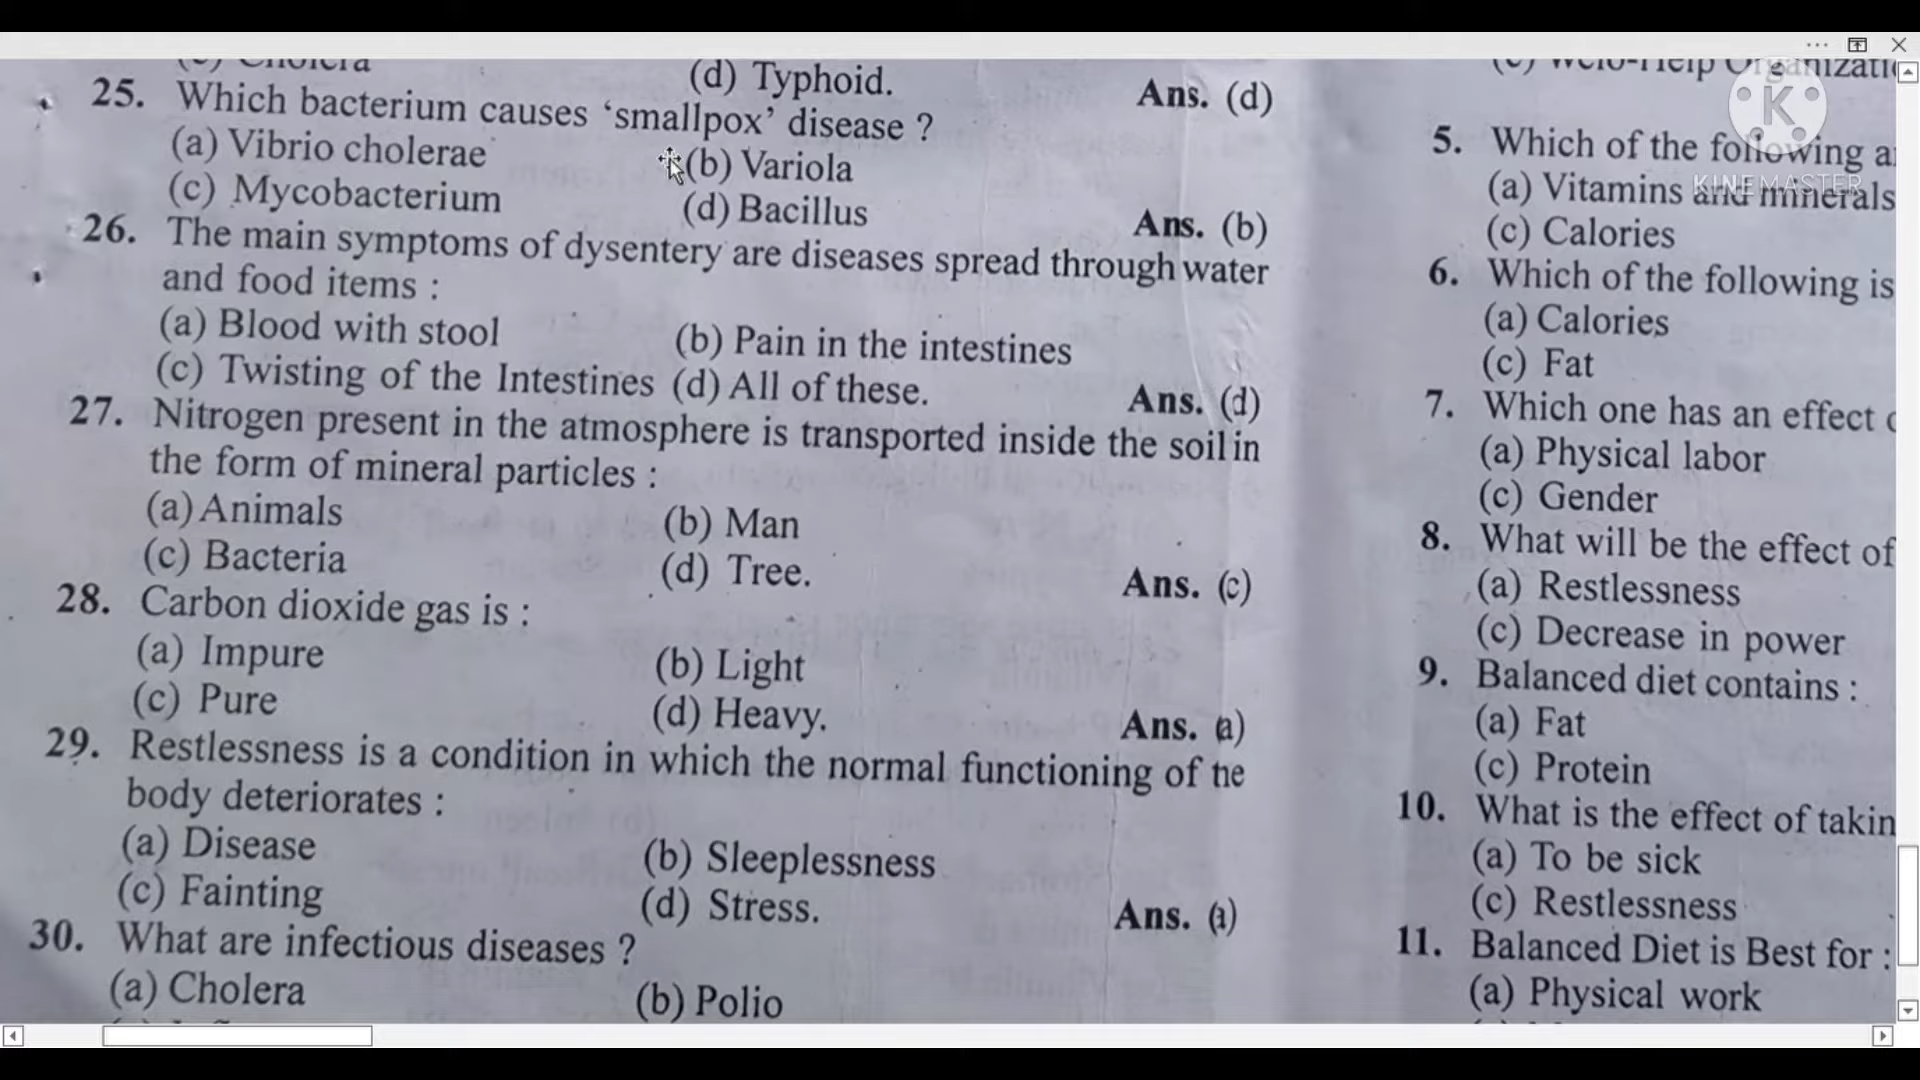 (d) Typhoid.
Ans. (d)
25. Which bacterium causes ‘smallpox’ disease ?
(a) Vibrio cholerae
(b) Variola
(c) Mycobacterium
(d) Bacillus
Ans. (b)
26. The main symptoms of dysentery are diseases spread through water
and food items :
(a) Blood with stool
(b) Pain in the intestines
(c) Twisting of the Intestines (d) All of these.
Ans. (d)
27. Nitrogen present in the atmosphere is transported inside the soil in
the form of mineral particles :
(a) Animals
(b) Man
(c) Bacteria
(d) Tree.
Ans. (c)
28. Carbon dioxide gas is :
(a) Impure
(b) Light
(c) Pure
(d) Heavy.
Ans. (a)
29. Restlessness is a condition in which the normal functioning of he
body deteriorates :
(a) Disease
(b) Sleeplessness
(c) Fainting
(d) Stress.
Ans. (a)
30. What are infectious diseases ?
(a) Cholera
(b) Polio
5. Which of the following
(a) Vitamins and minerals
(c) Calories
6. Which of the following is
(a) Calories
(c) Fat
7. Which one has an effect
(a) Physical labor
(c) Gender
8. What will be the effect of
(a) Restlessness
(c) Decrease in power
9. Balanced diet contains :
(a) Fat
(c) Protein
10. What is the effect of takin
(a) To be sick
(c) Restlessness
11. Balanced Diet is Best for :
(a) Physical work
K
KINEMASTER